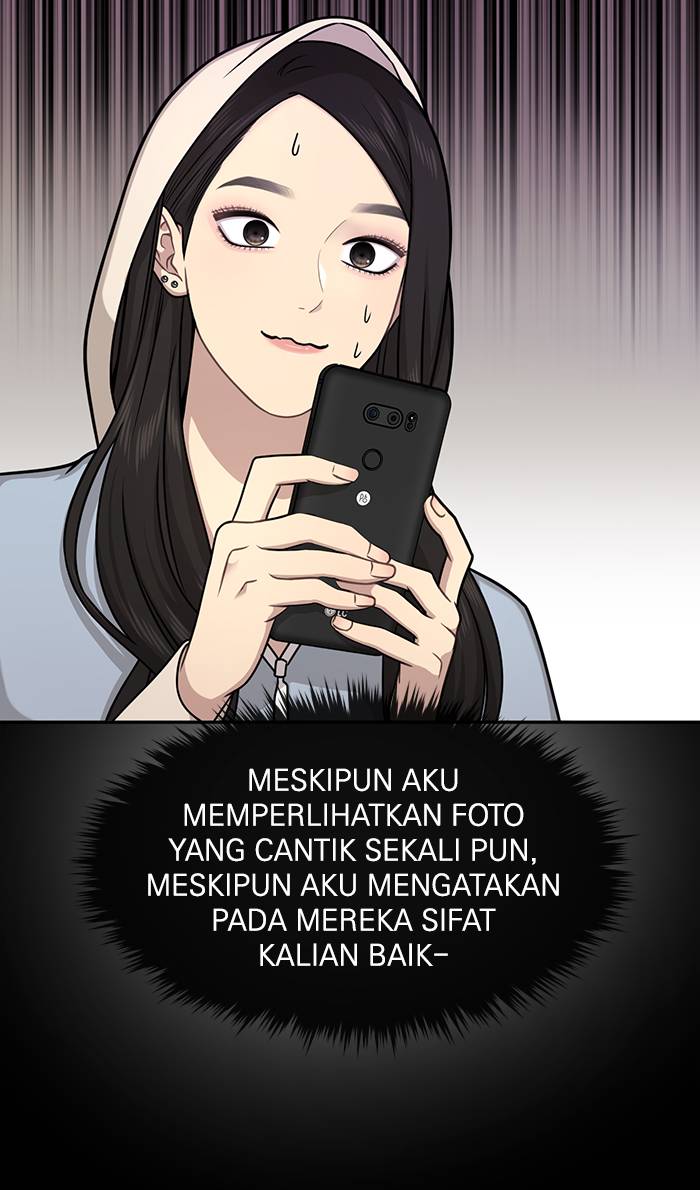 MESKIPUN AKU
MEMPERLIHATKAN FOTO
YANG CANTIK SEKALI PUN,
MESKIPUN AKU MENGATAKAN
PADA MEREKA SIFAT
KALIAN BAIK-